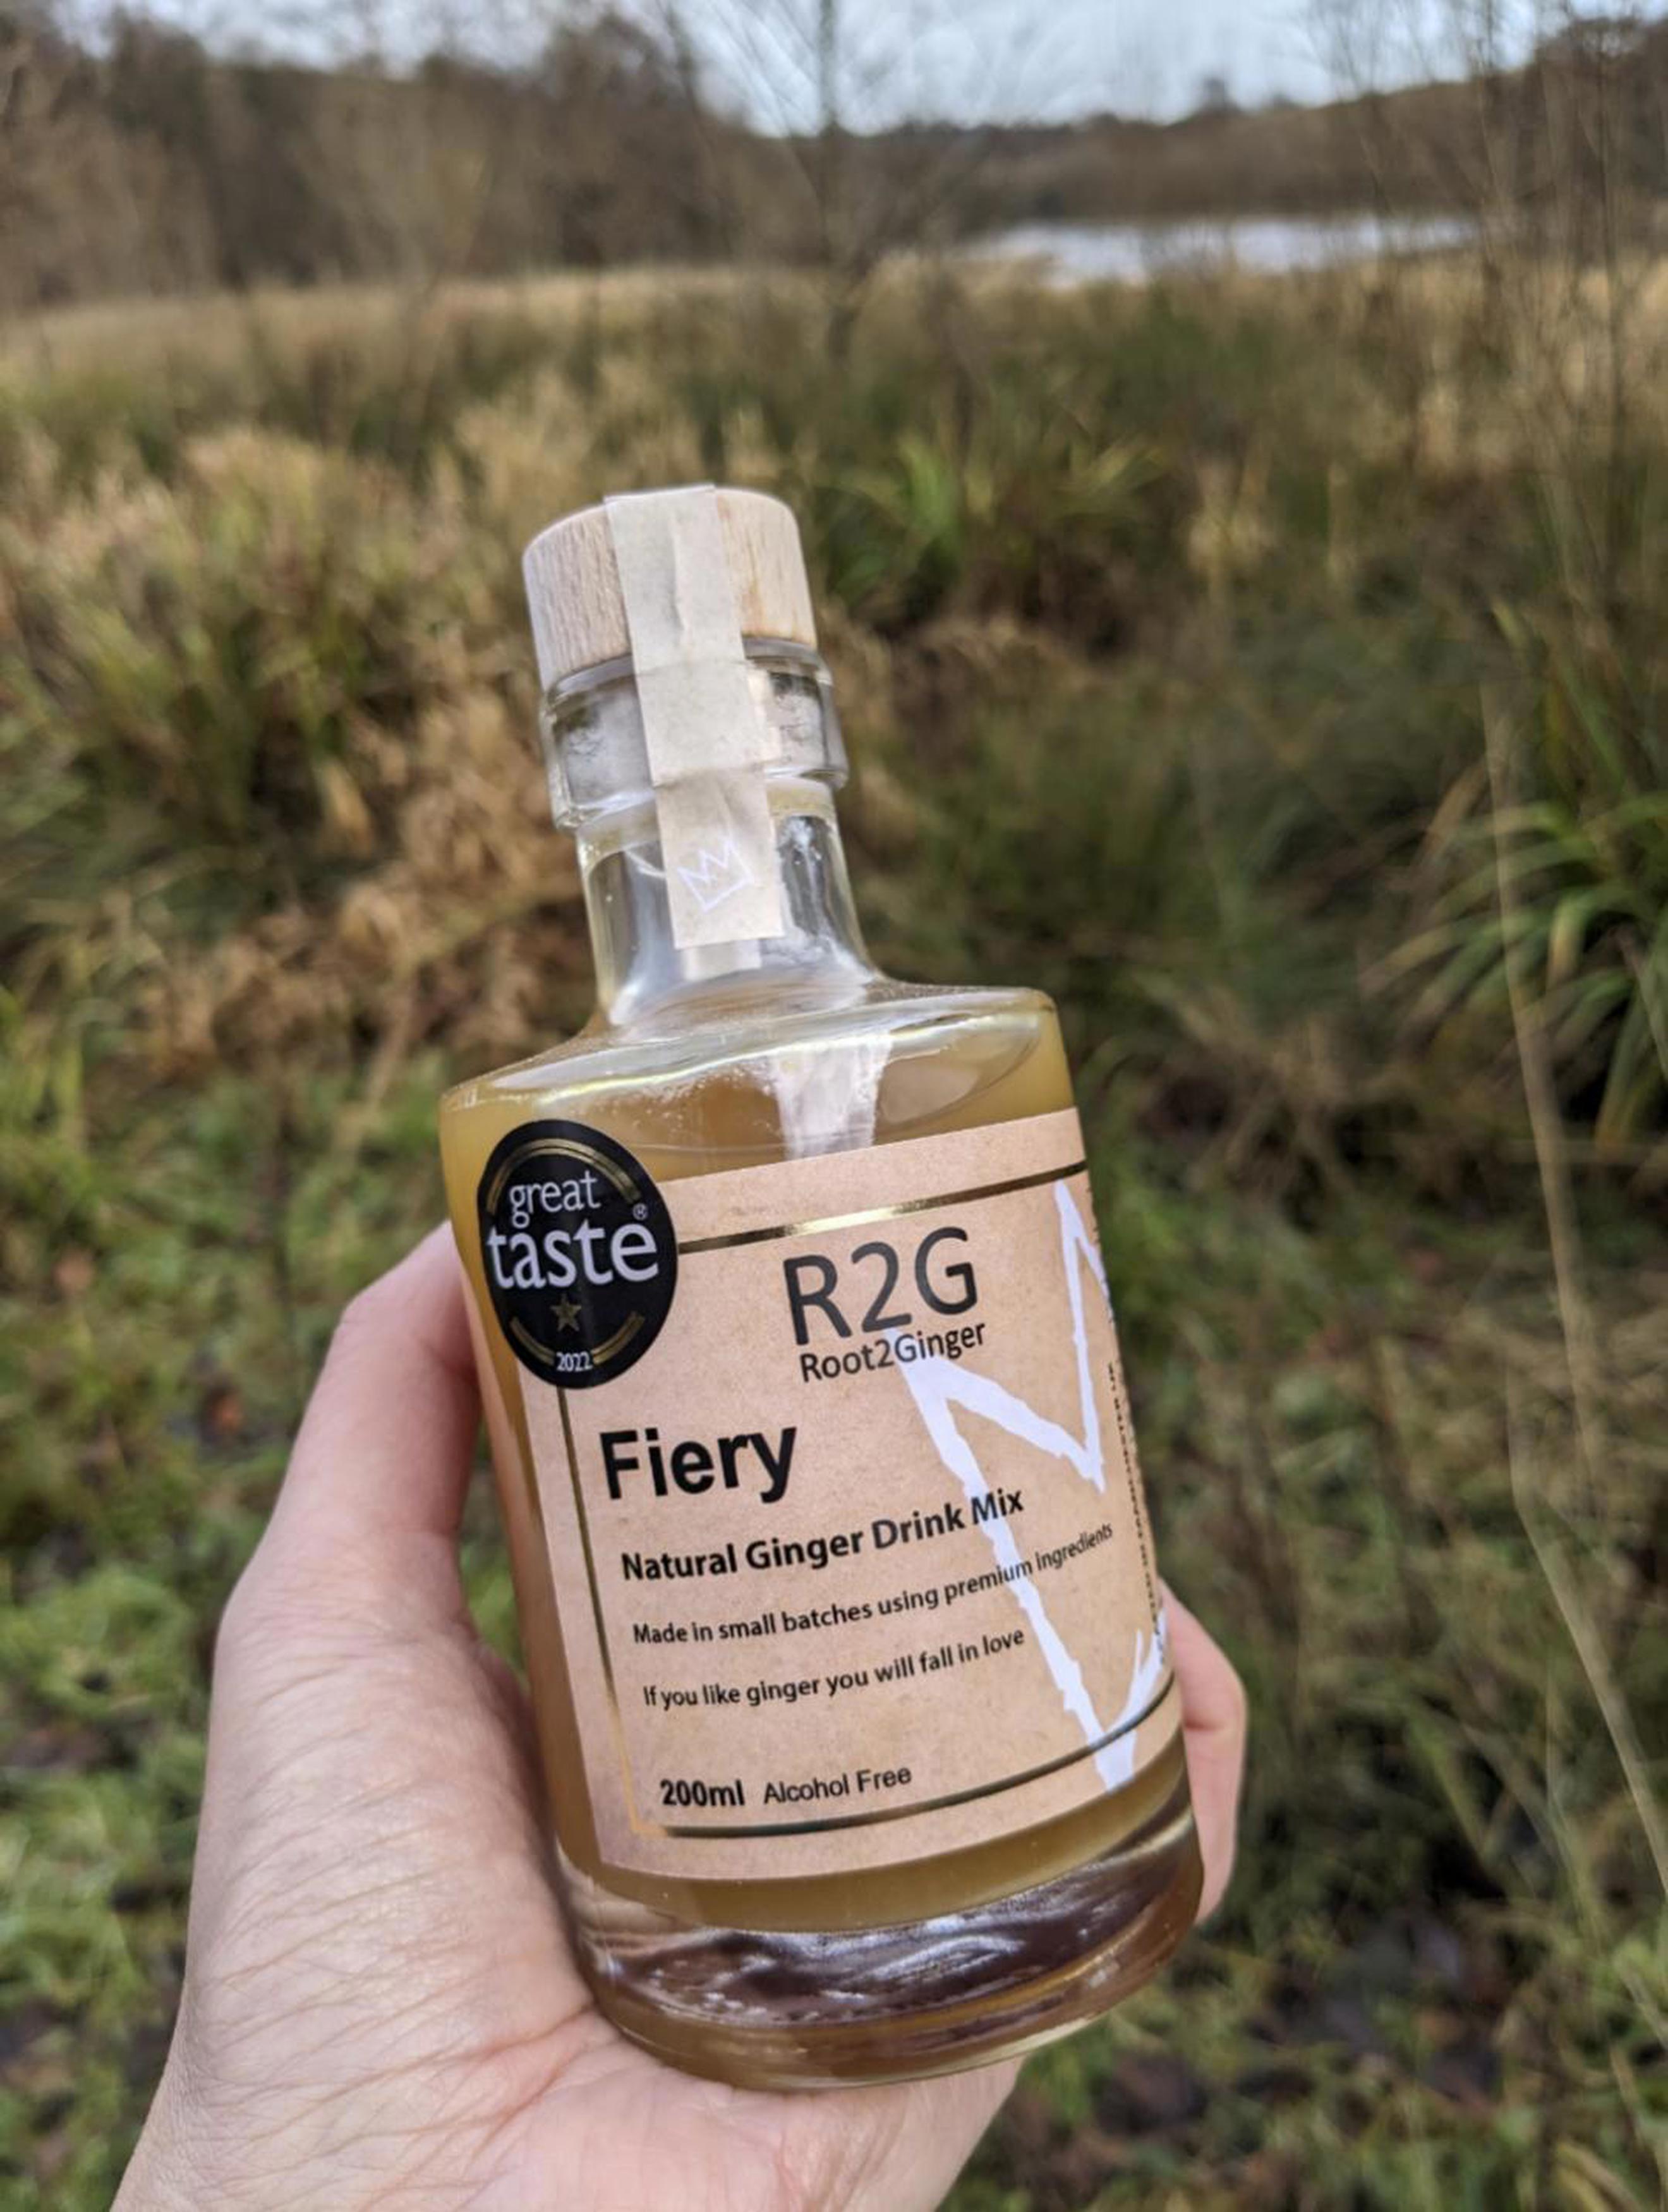 great
taste®
2022
R2G
Root2Ginger
Fiery
Natural Ginger Drink Mix
Made in small batches using premium ingredients
If you like ginger you will fall in love
200ml Alcohol Free